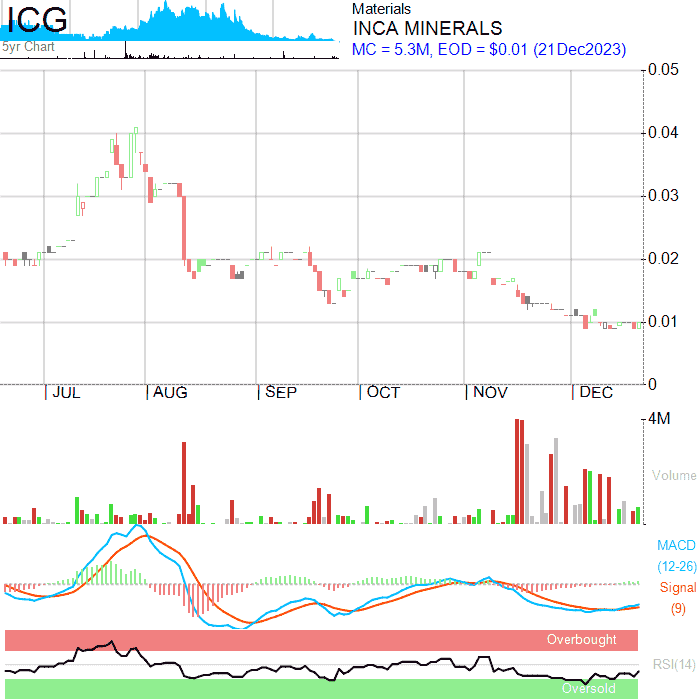 ICG
5yr Chart
Materials
INCA MINERALS
MC = 5.3M, EOD = $0.01 (21Dec2023)
0.05
0.04
0.03
0.02
0.01
0
JUL AUG SEP OCT NOV DEC
4M
Volume
MACD
(12-26)
Signal
(9)
Overbought
RSI(14)
Oversold